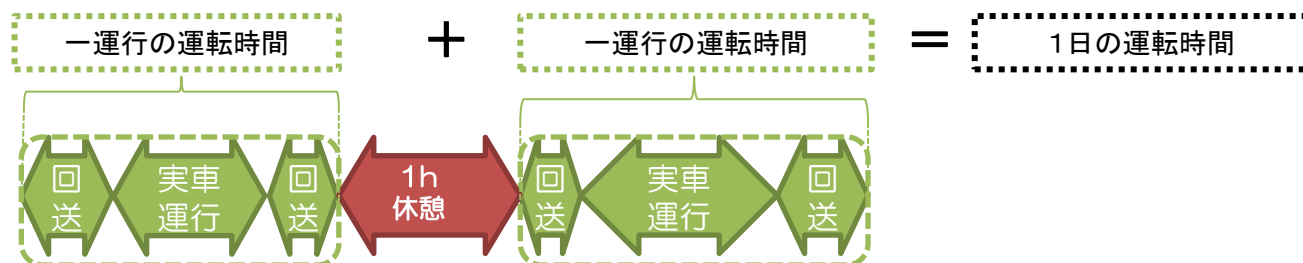 一運行の運転時間 + 一運行の運転時間 = 1日の運転時間
回送 実車運行 回送 1h休憩 回送 実車運行 回送